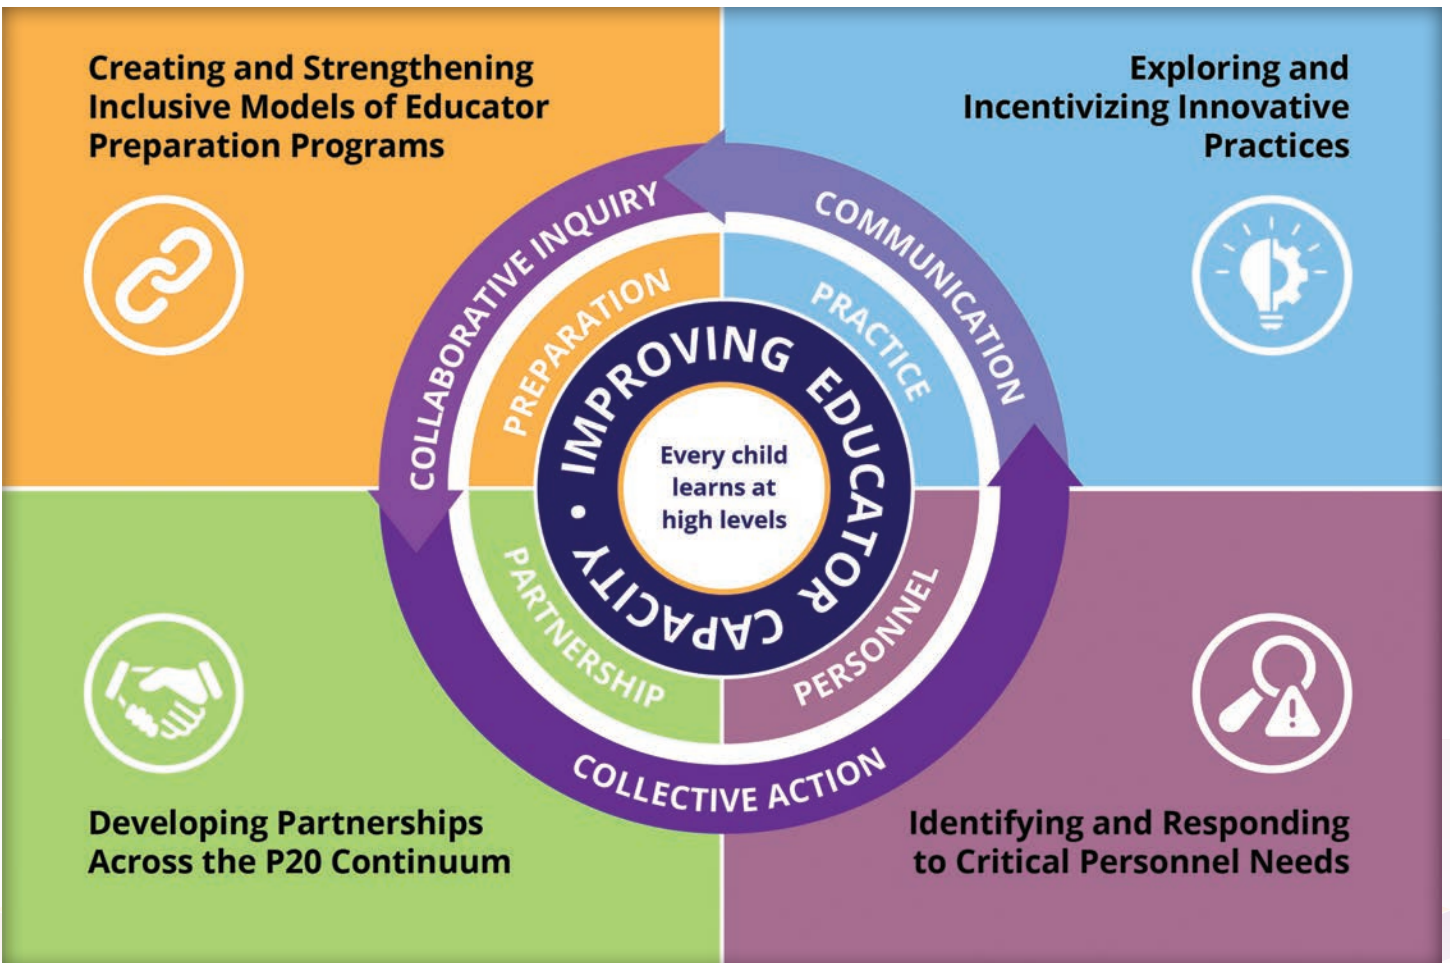 Creating and Strengthening
Inclusive Models of Educator
Preparation Programs
Exploring and
Incentivizing Innovative
Practices
COLLABORATIVE INQUIRY
COMMUNICATION
PREPARATION
PRACTICE
IMPROVING EDUCATOR CAPACITY •
Every child
learns at
high levels
PARTNERSHIP
PERSONNEL
COLLECTIVE ACTION
Developing Partnerships
Across the P20 Continuum
Identifying and Responding
to Critical Personnel Needs